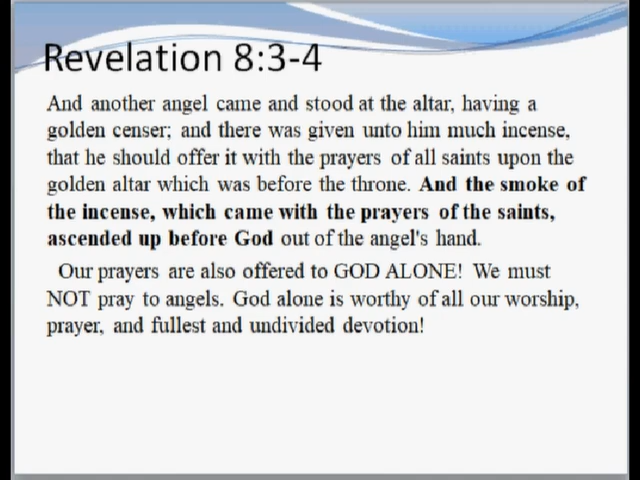 Revelation 8:3-4
And another angel came and stood at the altar, having a
golden censer; and there was given unto him much incense,
that he should offer it with the prayers of all saints upon the
golden altar which was before the throne. And the smoke of
the incense, which came with the prayers of the saints,
ascended up before God out of the angel's hand.
Our prayers are also offered to GOD ALONE! We must
NOT pray to angels. God alone is worthy of all our worship,
prayer, and fullest and undivided devotion!